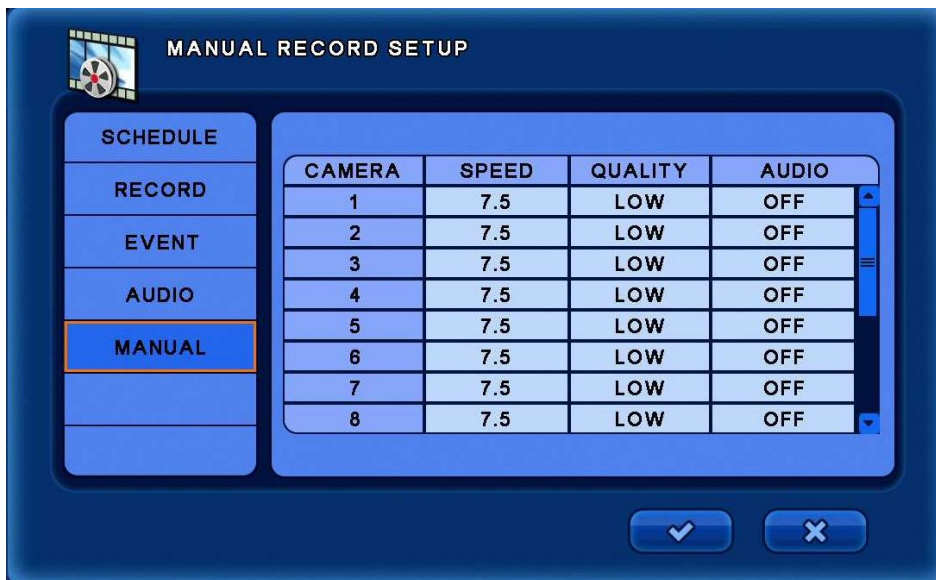 MANUAL RECORD SETUP
SCHEDULE
RECORD
EVENT
AUDIO
MANUAL
CAMERA SPEED QUALITY AUDIO
1 7.5 LOW OFF
2 7.5 LOW OFF
3 7.5 LOW OFF
4 7.5 LOW OFF
5 7.5 LOW OFF
6 7.5 LOW OFF
7 7.5 LOW OFF
8 7.5 LOW OFF